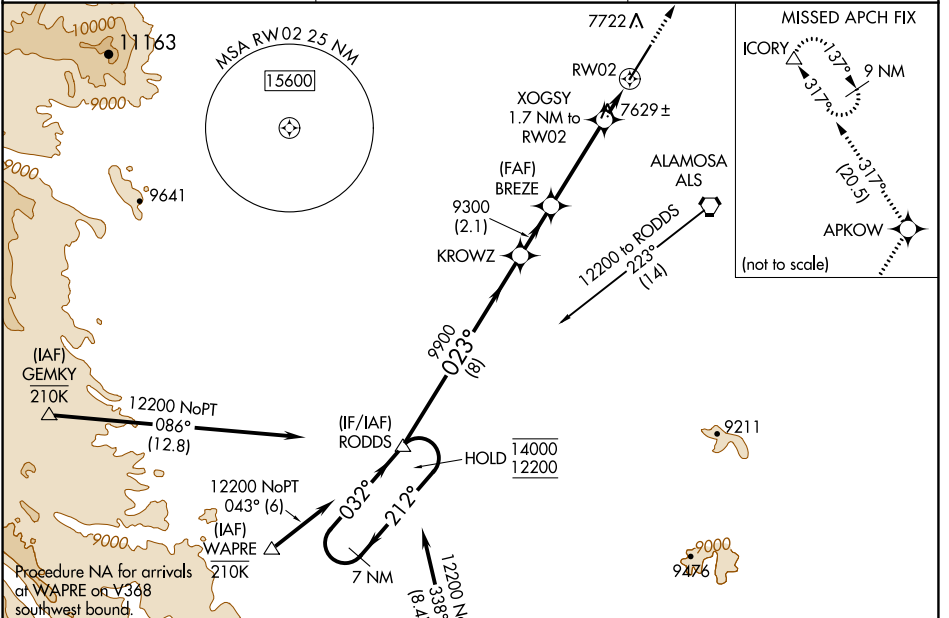 10000
11163
9000
MSA RW02 25 NM
15600
7722
RW02
XOGSY
1.7 NM to
RW02
7629±
MISSED APCH FIX
ICORY
137°
317°
9 NM
317°
(20.5)
APKOW
(not to scale)
9000
9641
(FAF)
BREZE
9300
(2.1)
KROWZ
ALAMOSA
ALS
12200 to RODDS
223°
(14)
9900
023°
(8)
(IAF)
GEMKY
210K
12200 NoPT
086°
(12.8)
(IF/IAF)
RODDS
HOLD
14000
12200
9211
12200 NoPT
043° (6)
032°
212°
(IAF)
WAPRE
210K
7 NM
9000
Procedure NA for arrivals
at WAPRE on V368
southwest bound.
338°
9000
9476